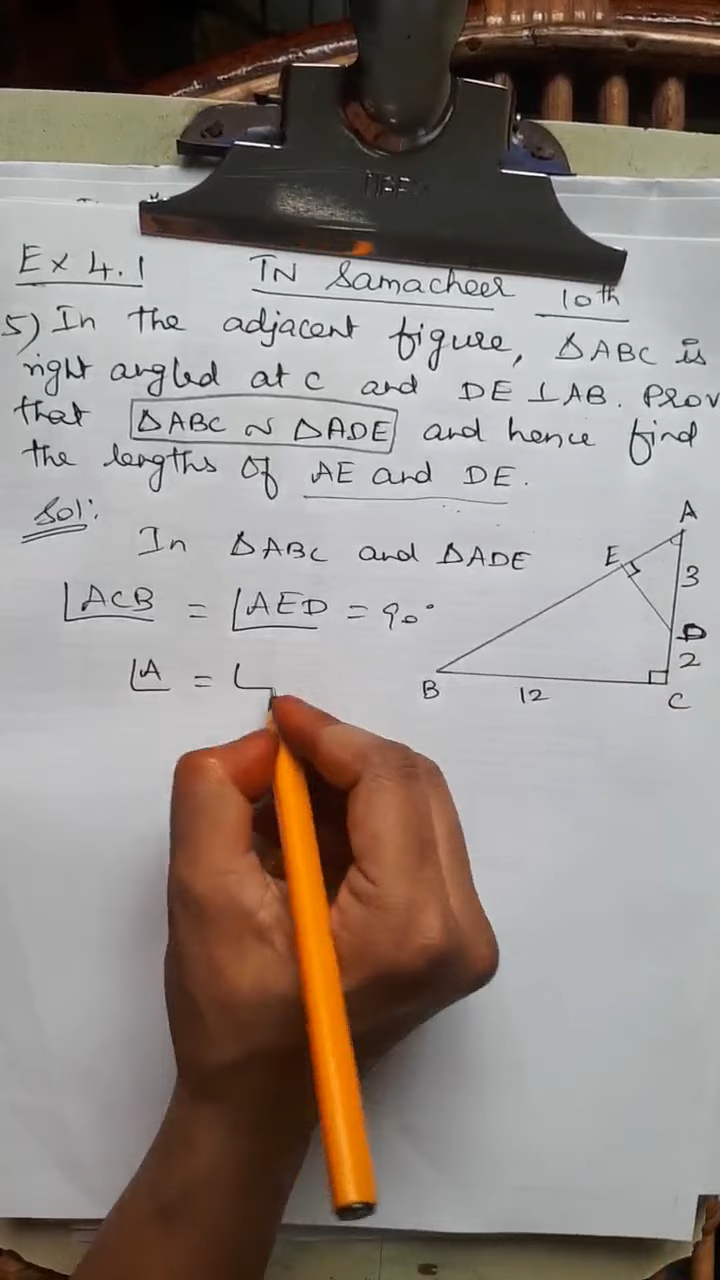 Ex 4.1 TN Samacheer 10th
5) In the adjacent figure, ΔABC is
right angled at C and DE ⊥ AB. Prov
that ΔABC ~ ΔADE and hence find
the lengths of AE and DE.
Sol:
In ΔABC and ΔADE
∠ACB = ∠AED = 90°
∠A = ∠
A
E
3
D
2
B
12
C